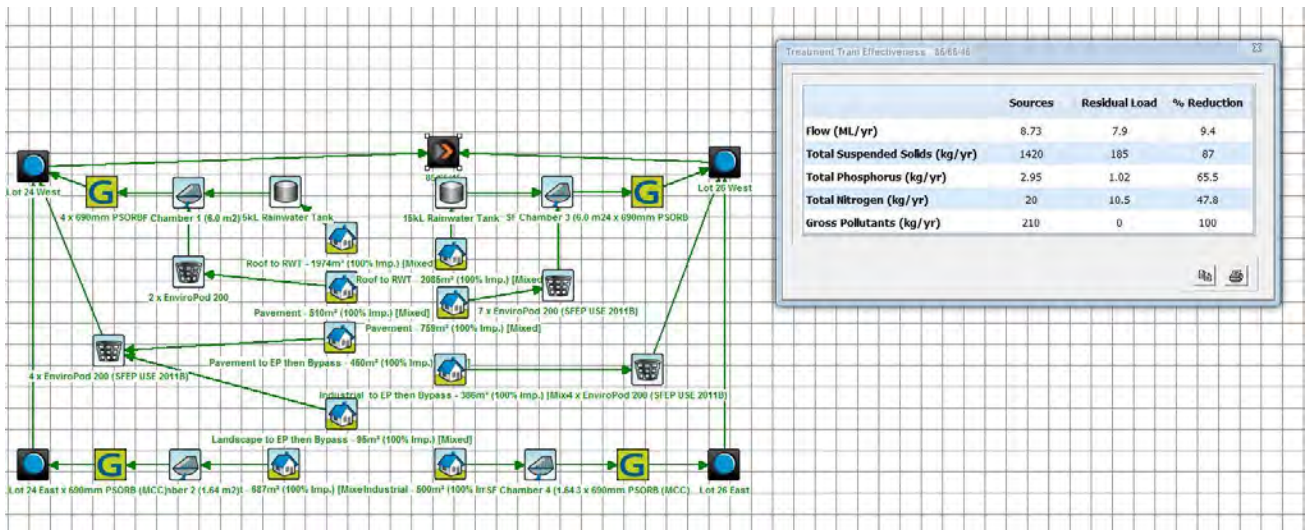 Treatment Train Effectiveness - 85/65/45
Sources Residual Load % Reduction
Flow (ML/yr) 8.73 7.9 9.4
Total Suspended Solids (kg/yr) 1420 185 87
Total Phosphorus (kg/yr) 2.95 1.02 65.5
Total Nitrogen (kg/yr) 20 10.5 47.8
Gross Pollutants (kg/yr) 210 0 100
Lot 24 West
G
4 x 690mm PSORB
F Chamber 1 (6.0 m2)
5kL Rainwater Tank
15kL Rainwater Tank
SF Chamber 3 (6.0 m2
4 x 690mm PSORB
G
Lot 26 West
Roof to RWT - 1974m² (100% Imp.) [Mixed
Roof to RWT - 2085m² (100% Imp.) [Mixed
2 x EnviroPod 200
7 x EnviroPod 200 (SFEP USE 2011B)
Pavement - 510m² (100% Imp.) [Mixed]
Pavement - 759m² (100% Imp.) [Mixed]
Pavement to EP then Bypass - 460m² (100% Imp.)
4 x EnviroPod 200 (SFEP USE 2011B)
Industrial to EP then Bypass - 386m² (100% Imp.) [Mix
4 x EnviroPod 200 (SFEP USE 2011B)
Landscape to EP then Bypass - 95m² (100% Imp.) [Mixed]
G
G
Lot 24 East
x 690mm PSORB (MCC)
ber 2 (1.64 m2)
- 687m² (100% Imp.) [Mixe
Industrial - 500m² (100% Im
SF Chamber 4 (1.64
3 x 690mm PSORB (MCC)
Lot 26 East